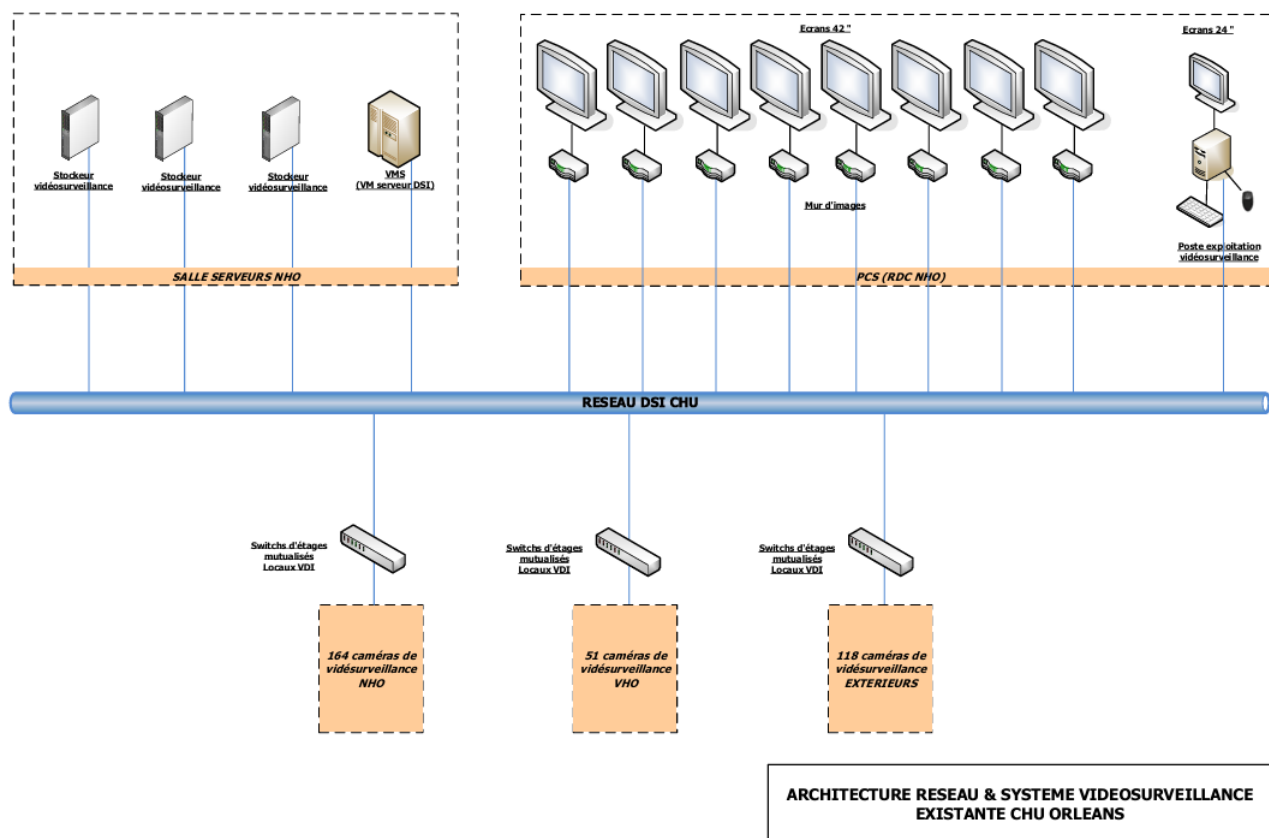 Ecrans 42 "
Ecrans 24 "
Stockeur
vidéosurveillance
Stockeur
vidéosurveillance
Stockeur
vidéosurveillance
VMS
(VM serveur DSI)
Mur d'images
Poste exploitation
vidéosurveillance
SALLE SERVEURS NHO
PCS (RDC NHO)
RESEAU DSI CHU
Switchs d'étages
mutualisés
Locaux VDI
Switchs d'étages
mutualisés
Locaux VDI
Switchs d'étages
mutualisés
Locaux VDI
164 caméras de
vidésurveillance
NHO
51 caméras de
vidésurveillance
VHO
118 caméras de
vidésurveillance
EXTERIEURS
ARCHITECTURE RESEAU & SYSTEME VIDEOSURVEILLANCE
EXISTANTE CHU ORLEANS